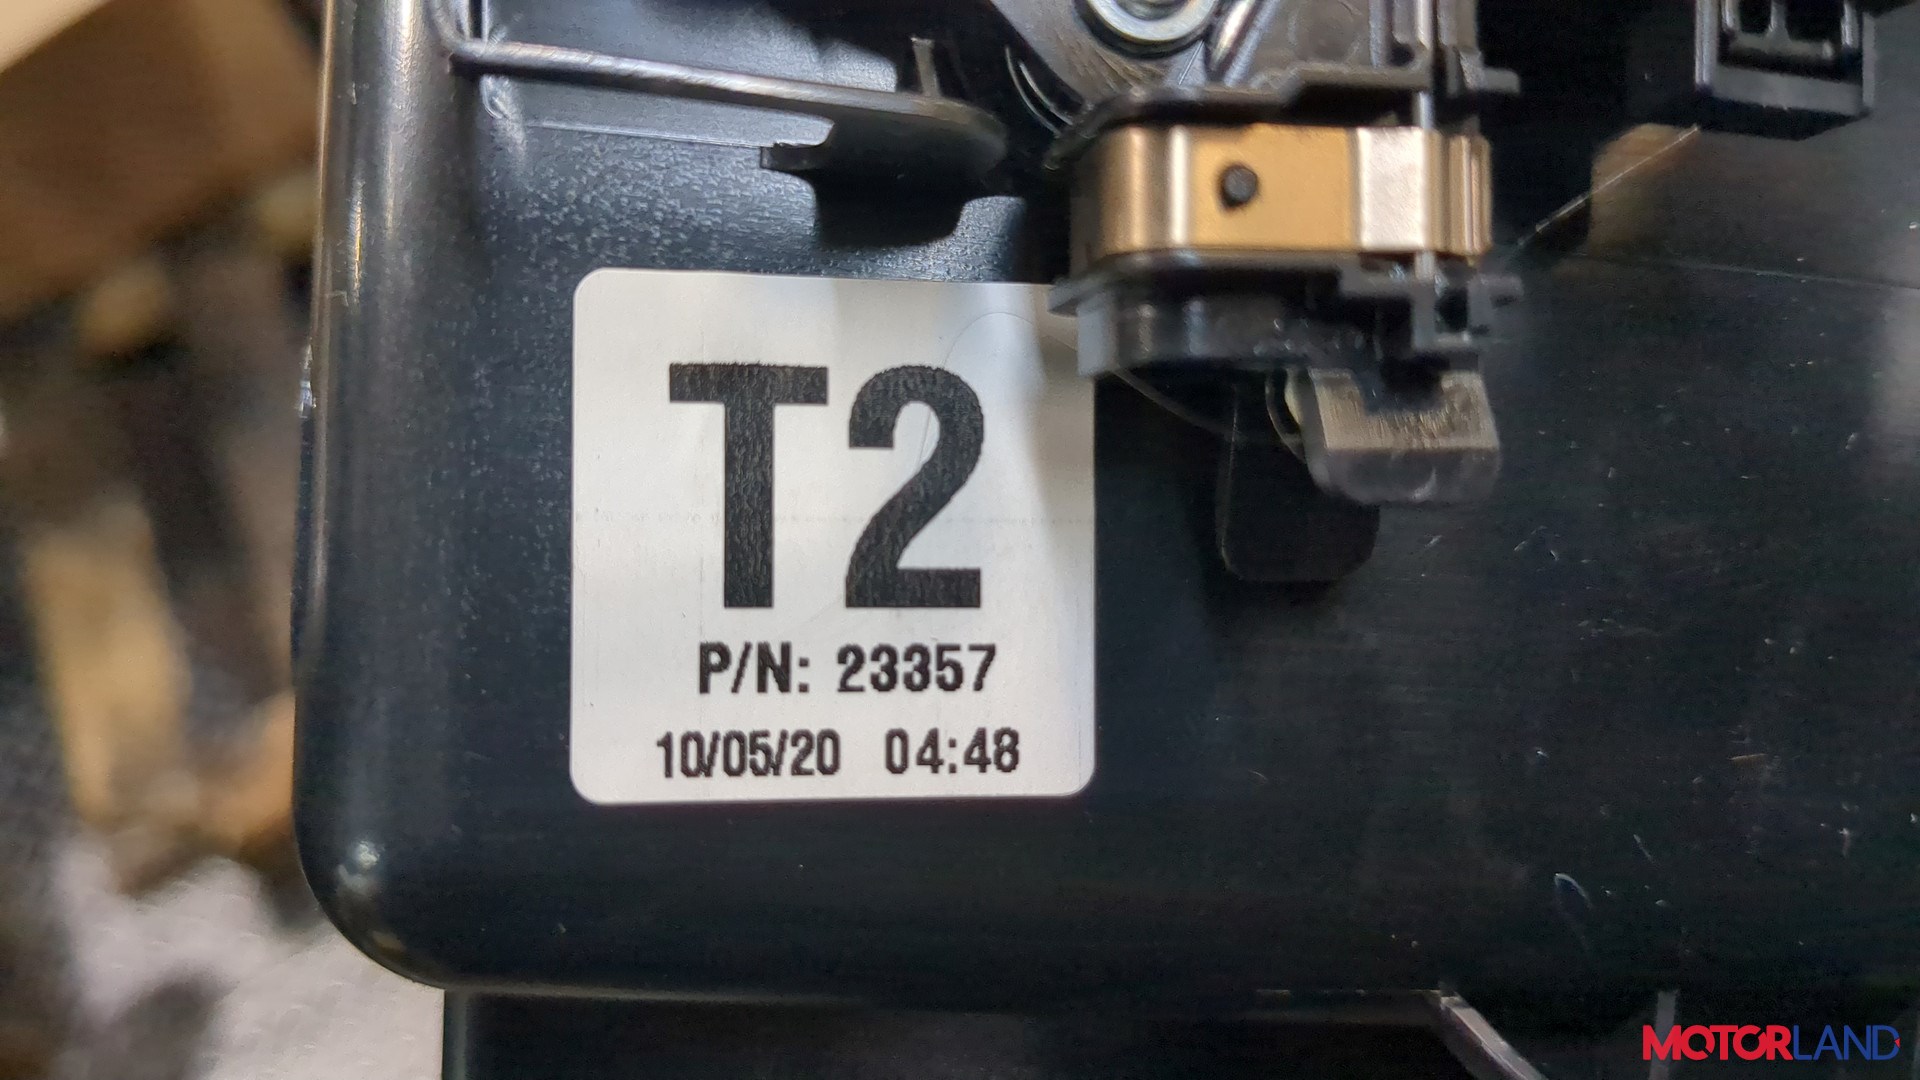 T2
P/N: 23357
10/05/20 04:48
MOTORLAND